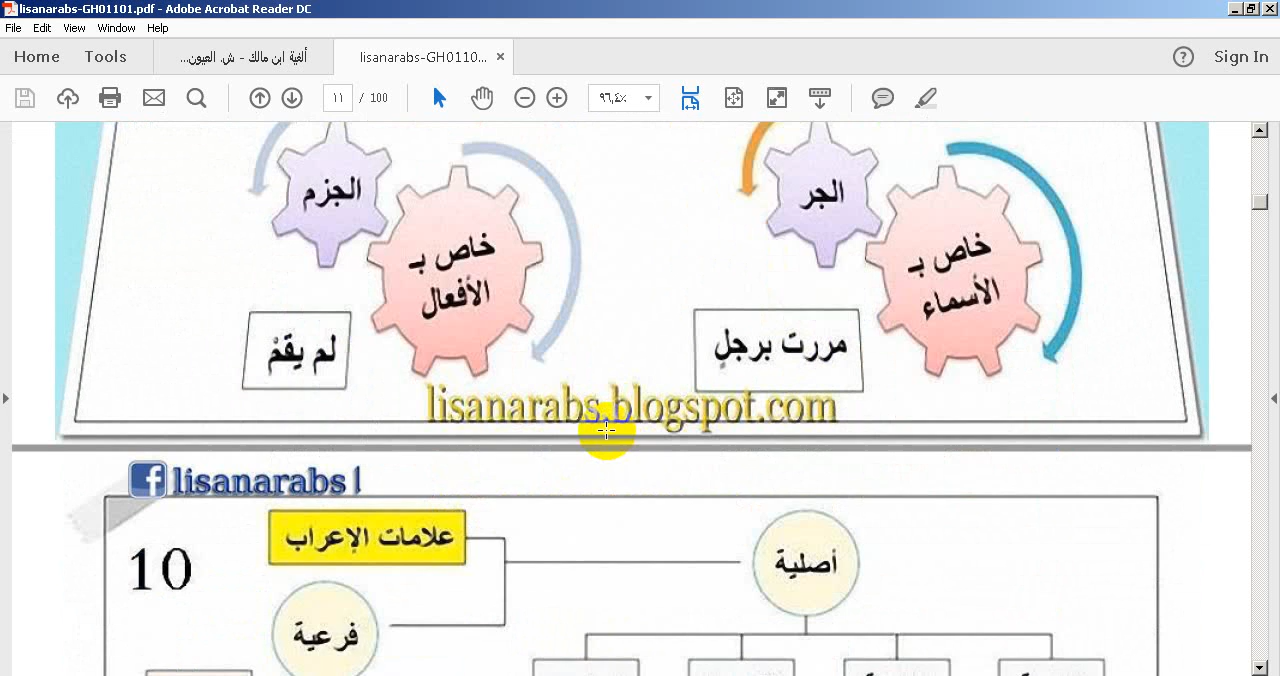 lisanarabs-GH01101.pdf - Adobe Acrobat Reader DC
File Edit View Window Help
Home Tools ألفية ابن مالك - ش. العيون... lisanarabs-GH0110... × ? Sign In
١١ / ١٠٠ ٩٦,٤٪
الجر
الجزم
خاص بـ
الأسماء
خاص بـ
الأفعال
مررت برجلٍ
لم يقمْ
lisanarabs.blogspot.com
f lisanarabs1
علامات الإعراب
10
أصلية
فرعية